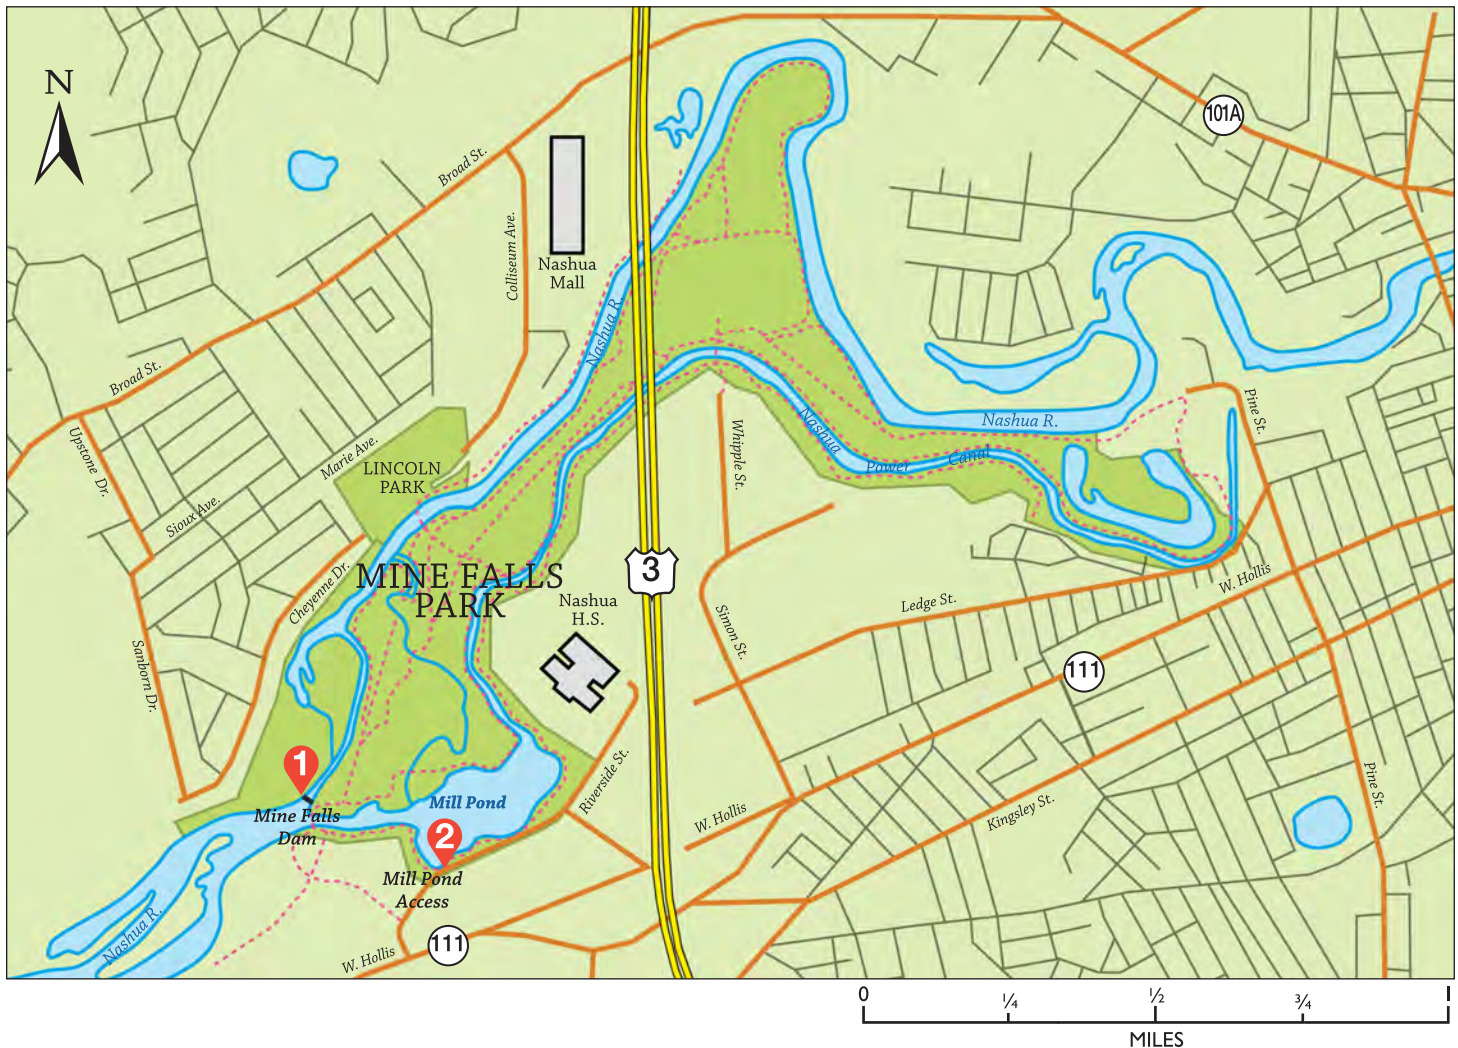 N
101A
Broad St.
Nashua
Mall
Colliseum Ave.
Nashua R.
Broad St.
Upstone Dr.
Marie Ave.
LINCOLN
PARK
Sioux Ave.
Cheyenne Dr.
Sanborn Dr.
MINE FALLS
PARK
Nashua
H.S.
3
Whipple St.
Simon St.
Nashua
Power
Canal
Nashua R.
Pine St.
Ledge St.
W. Hollis
111
1
Mine Falls
Dam
Mill Pond
2
Mill Pond
Access
Riverside St.
W. Hollis
Kingsley St.
Pine St.
Nashua R.
W. Hollis
111
0
1/4
1/2
3/4
1
MILES